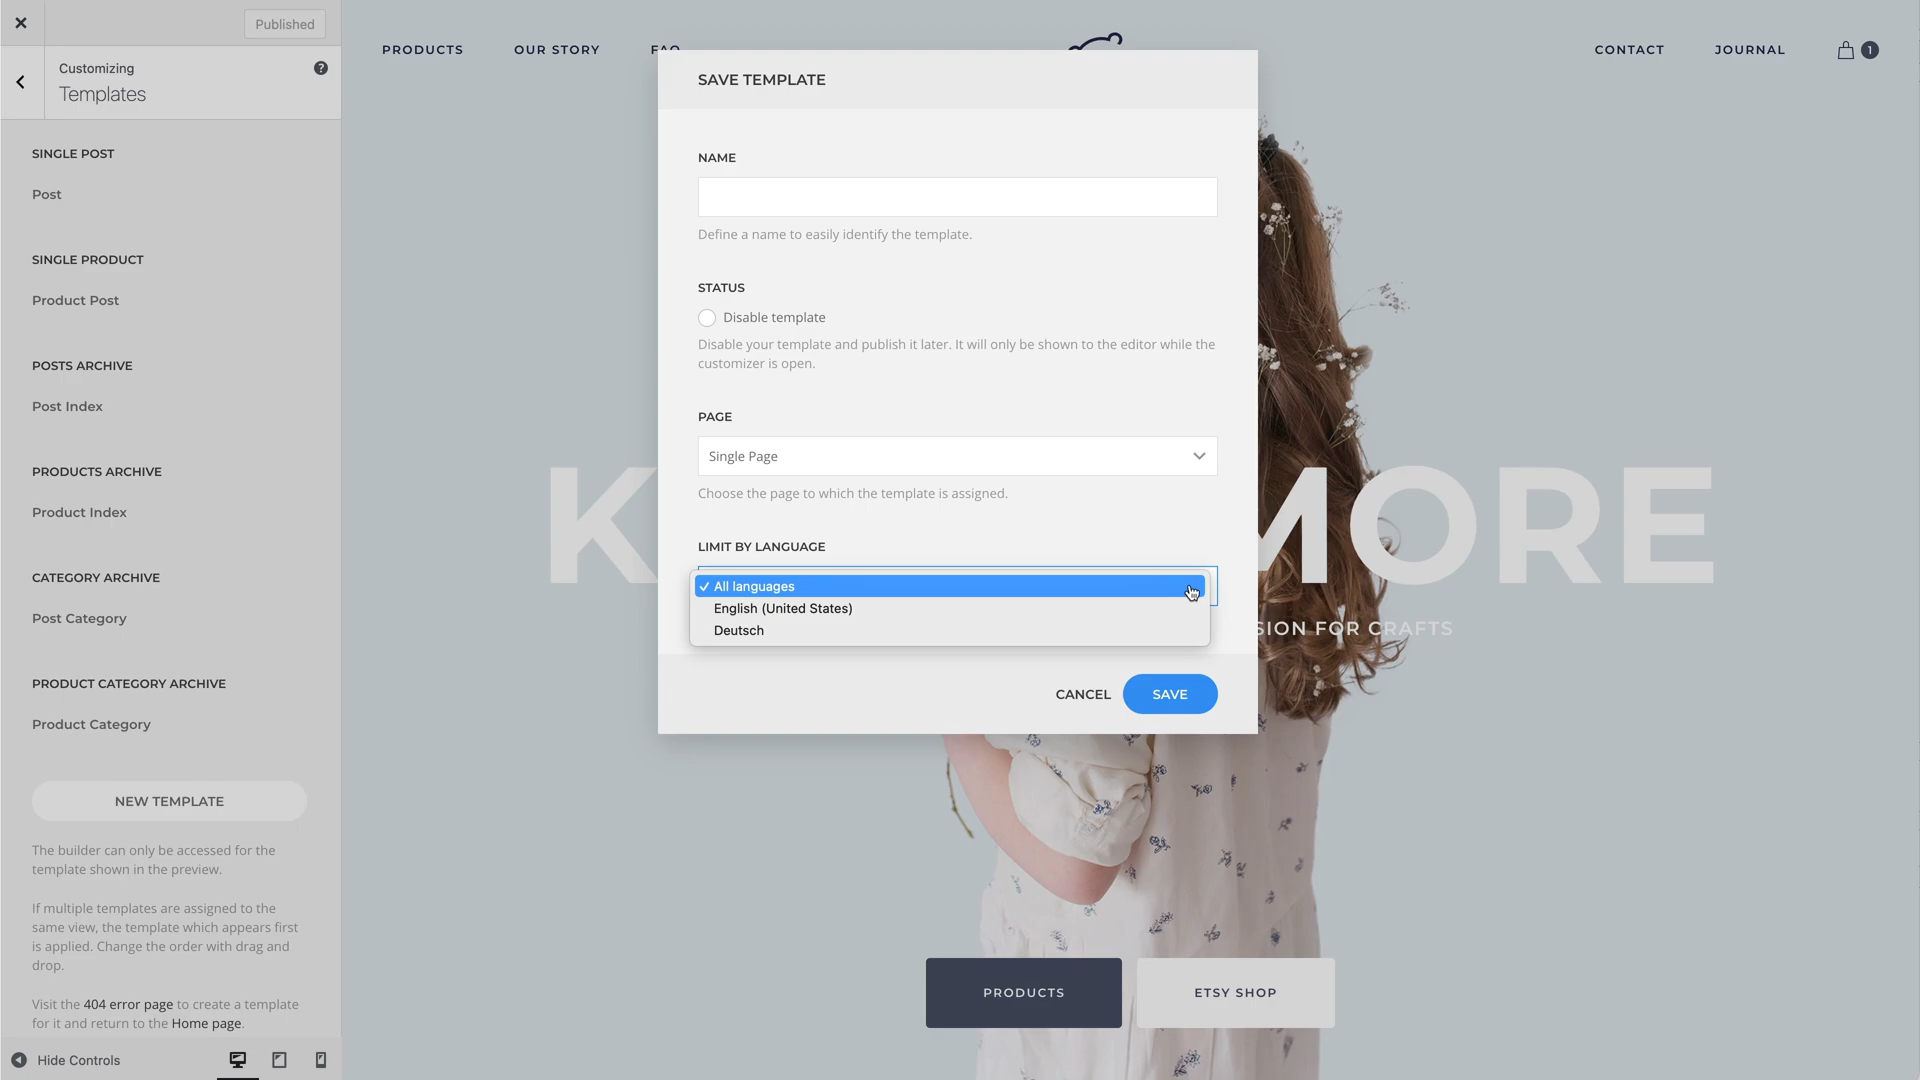 Published
Customizing
Templates
SINGLE POST
Post
SINGLE PRODUCT
Product Post
POSTS ARCHIVE
Post Index
PRODUCTS ARCHIVE
Product Index
CATEGORY ARCHIVE
Post Category
PRODUCT CATEGORY ARCHIVE
Product Category
NEW TEMPLATE
The builder can only be accessed for the
template shown in the preview.
If multiple templates are assigned to the
same view, the template which appears first
is applied. Change the order with drag and
drop.
Visit the 404 error page to create a template
for it and return to the Home page.
Hide Controls
PRODUCTS OUR STORY FAQ
CONTACT JOURNAL 1
SAVE TEMPLATE
NAME
Define a name to easily identify the template.
STATUS
Disable template
Disable your template and publish it later. It will only be shown to the editor while the
customizer is open.
PAGE
Single Page
Choose the page to which the template is assigned.
LIMIT BY LANGUAGE
All languages
English (United States)
Deutsch
CANCEL SAVE
K MORE
SION FOR CRAFTS
PRODUCTS ETSY SHOP